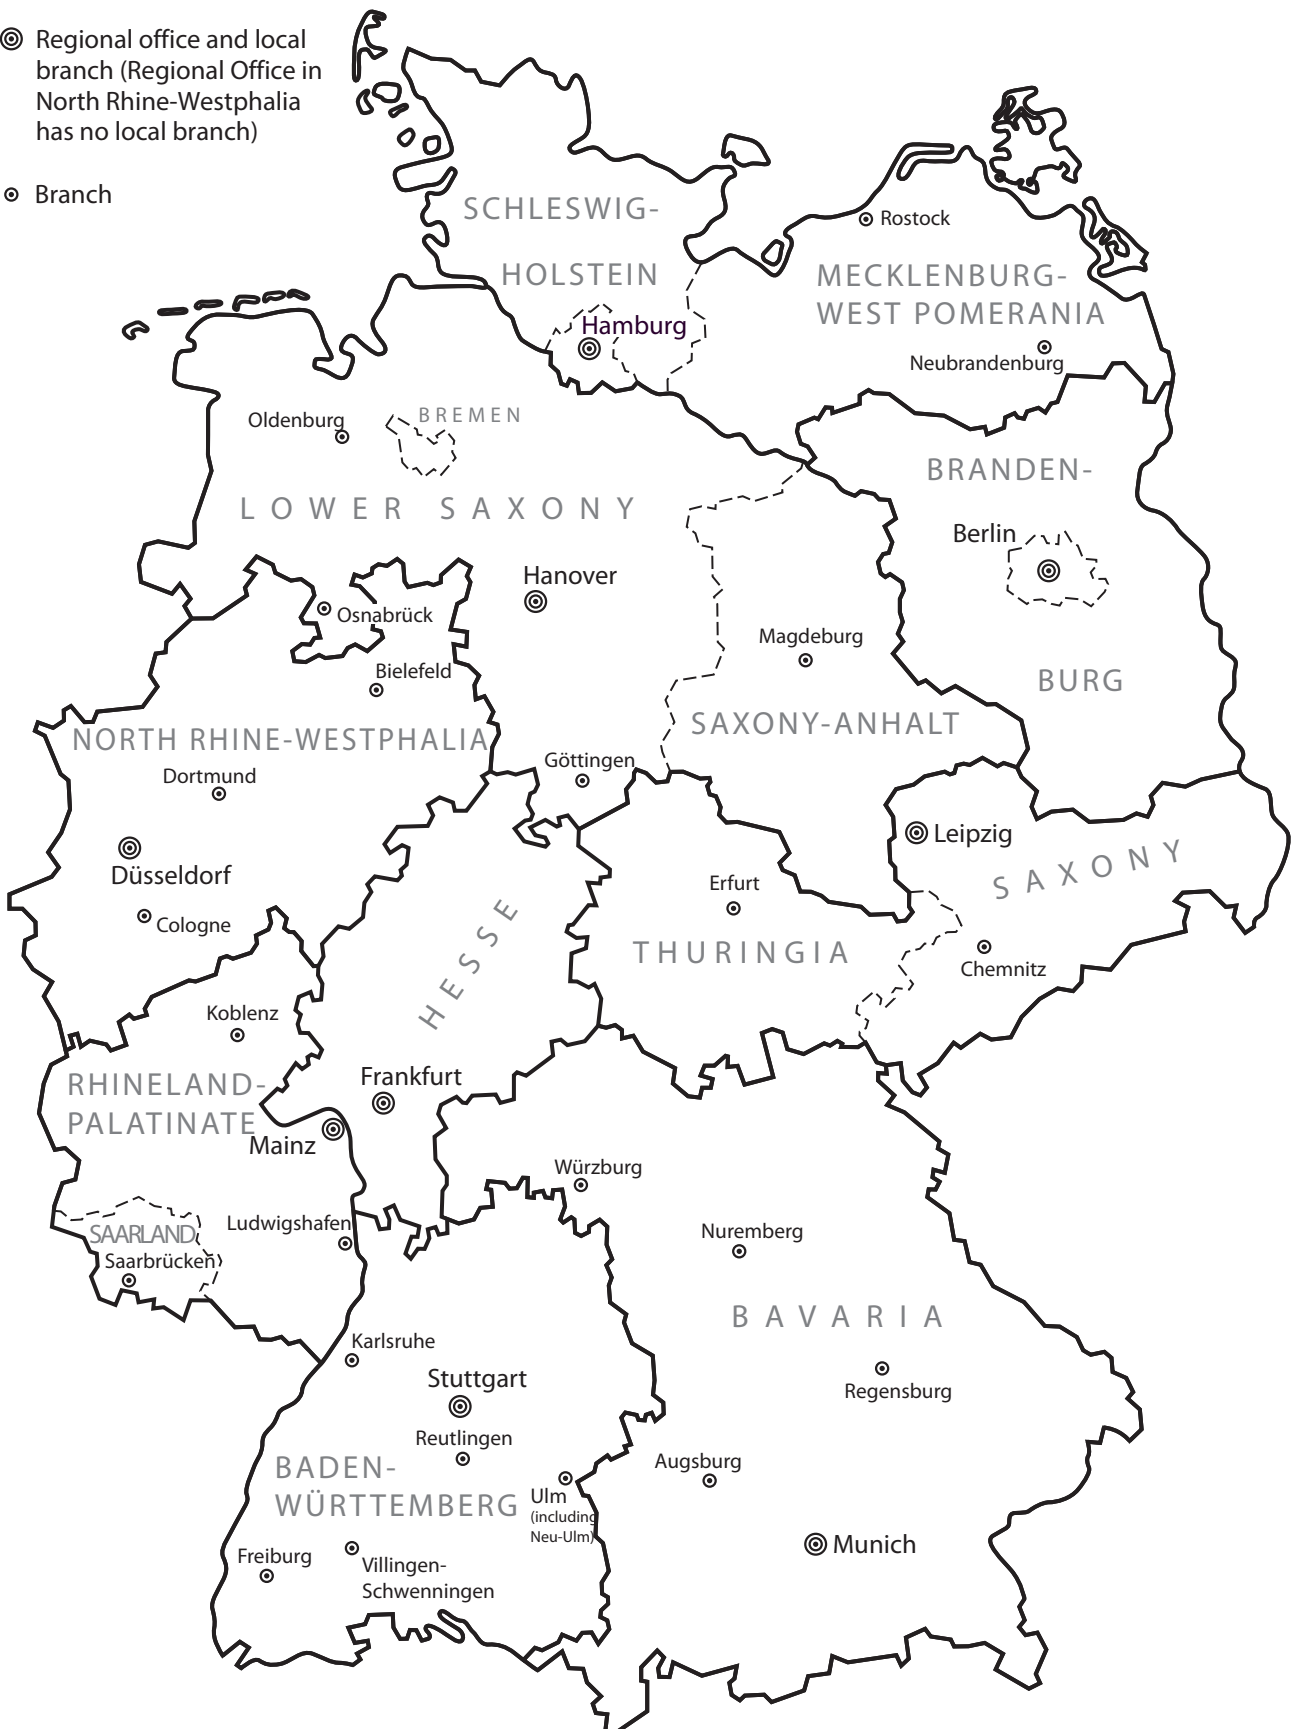 Regional office and local
branch (Regional Office in
North Rhine-Westphalia
has no local branch)
Branch
SCHLESWIG-
HOLSTEIN
Hamburg
Rostock
MECKLENBURG-
WEST POMERANIA
Neubrandenburg
Oldenburg
BREMEN
LOWER SAXONY
BRANDEN-
Berlin
BURG
Hanover
Osnabrück
Magdeburg
Bielefeld
SAXONY-ANHALT
NORTH RHINE-WESTPHALIA
Göttingen
Dortmund
Düsseldorf
Cologne
Leipzig
SAXONY
Erfurt
THURINGIA
Chemnitz
HESSE
Koblenz
Frankfurt
RHINELAND-
PALATINATE
Mainz
Würzburg
SAARLAND
Saarbrücken
Ludwigshafen
Nuremberg
BAVARIA
Karlsruhe
Stuttgart
Regensburg
Reutlingen
BADEN-
WÜRTTEMBERG
Augsburg
Ulm
(including
Neu-Ulm)
Munich
Freiburg
Villingen-
Schwenningen